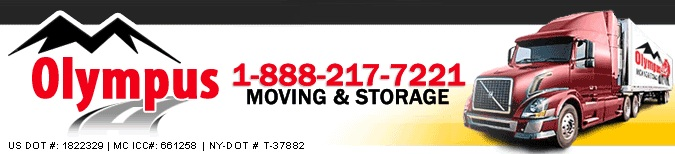 Olympus
1-888-217-7221
MOVING & STORAGE
US DOT #: 1822329 | MC ICC#: 661258 | NY-DOT # T-37882